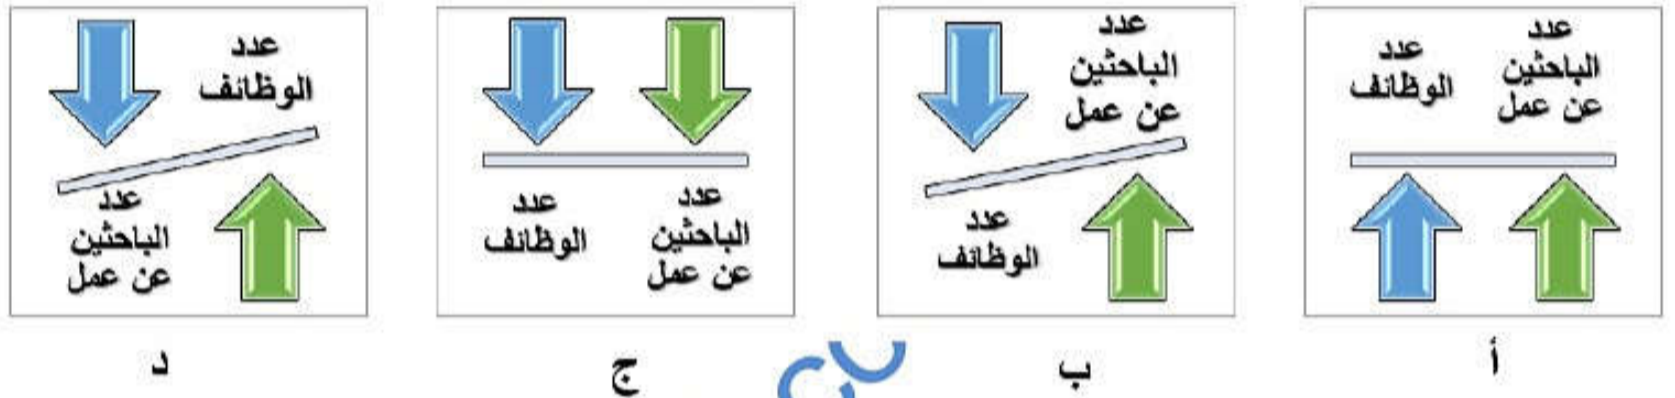 عدد
الباحثين
عن عمل
عدد
الوظائف
أ
عدد
الباحثين
عن عمل
عدد
الوظائف
ب
عدد
الباحثين
عن عمل
عدد
الوظائف
ج
عدد
الوظائف
عدد
الباحثين
عن عمل
د